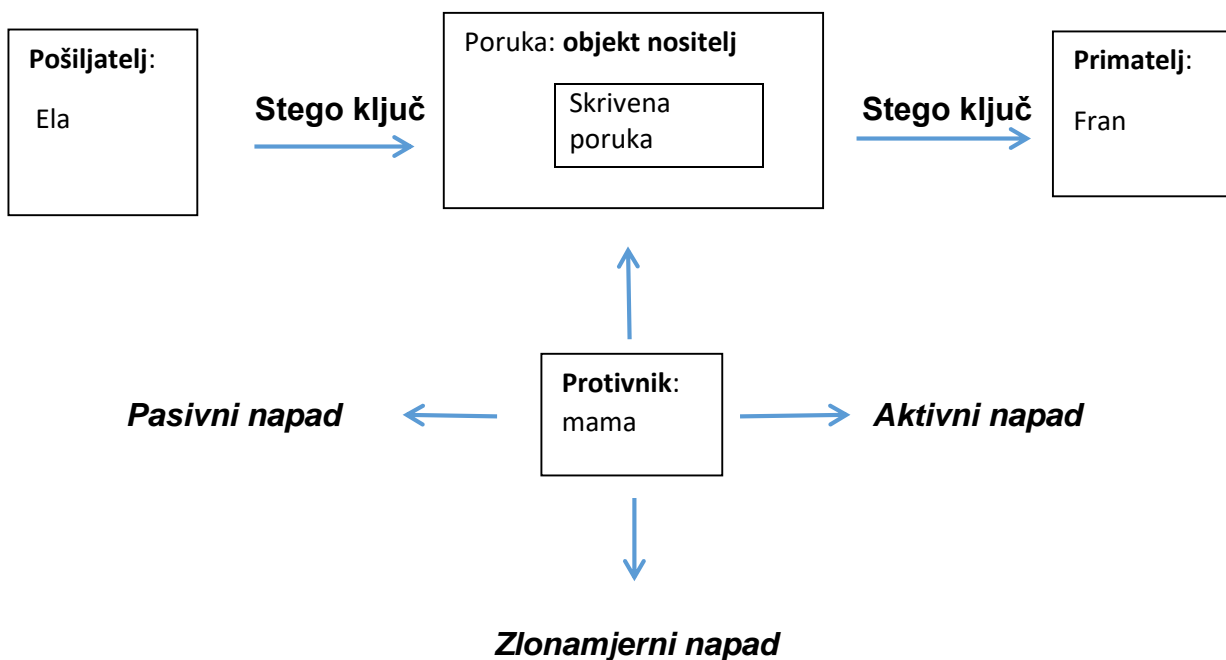 Pošiljatelj:
Ela
Stego ključ
Poruka: objekt nositelj
Skrivena
poruka
Stego ključ
Primatelj:
Fran
Protivnik:
mama
Pasivni napad
Aktivni napad
Zlonamjerni napad